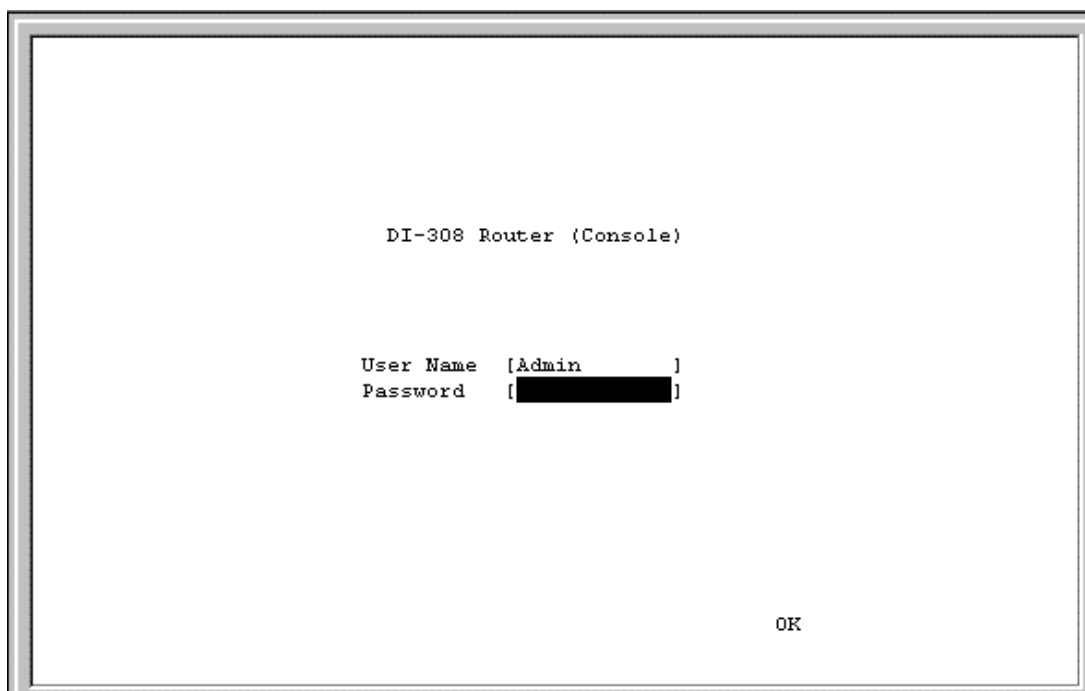 DI-308 Router (Console)
User Name [Admin ]
Password [ ]
OK